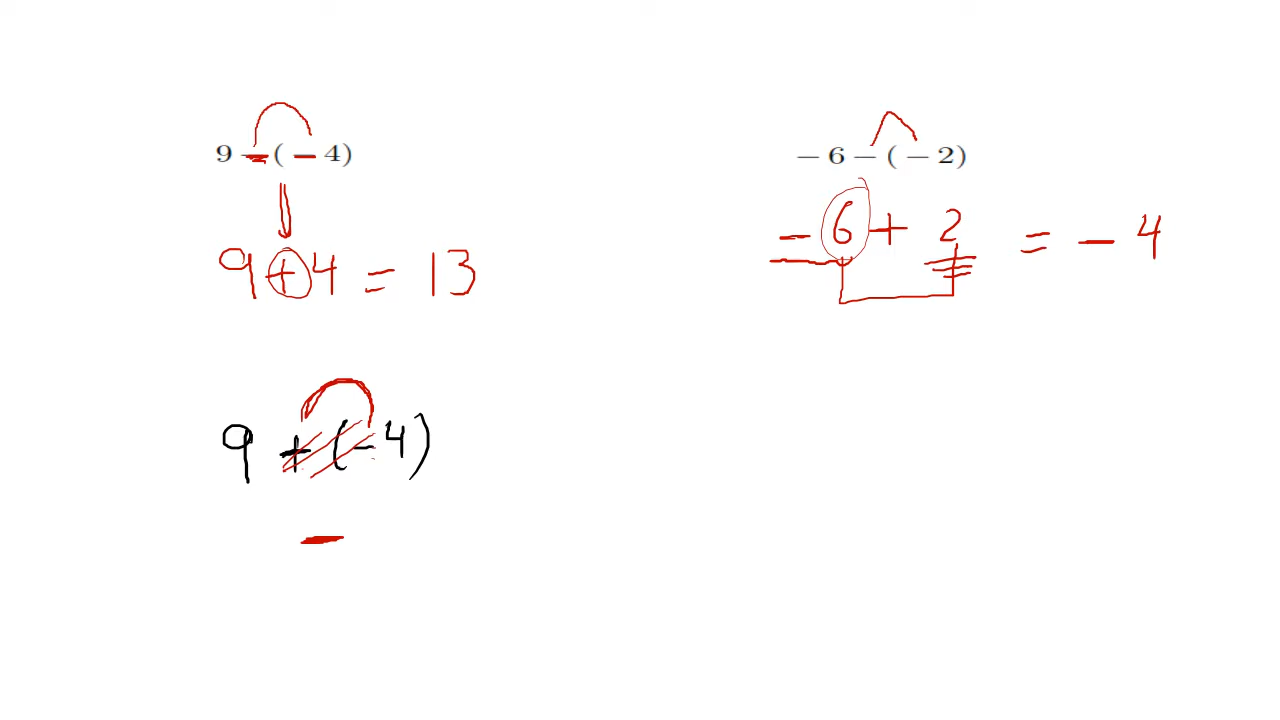 9 − ( − 4)
9 + 4 = 13
9 + (-4)
−
− 6 − ( − 2)
- 6 + 2 = - 4